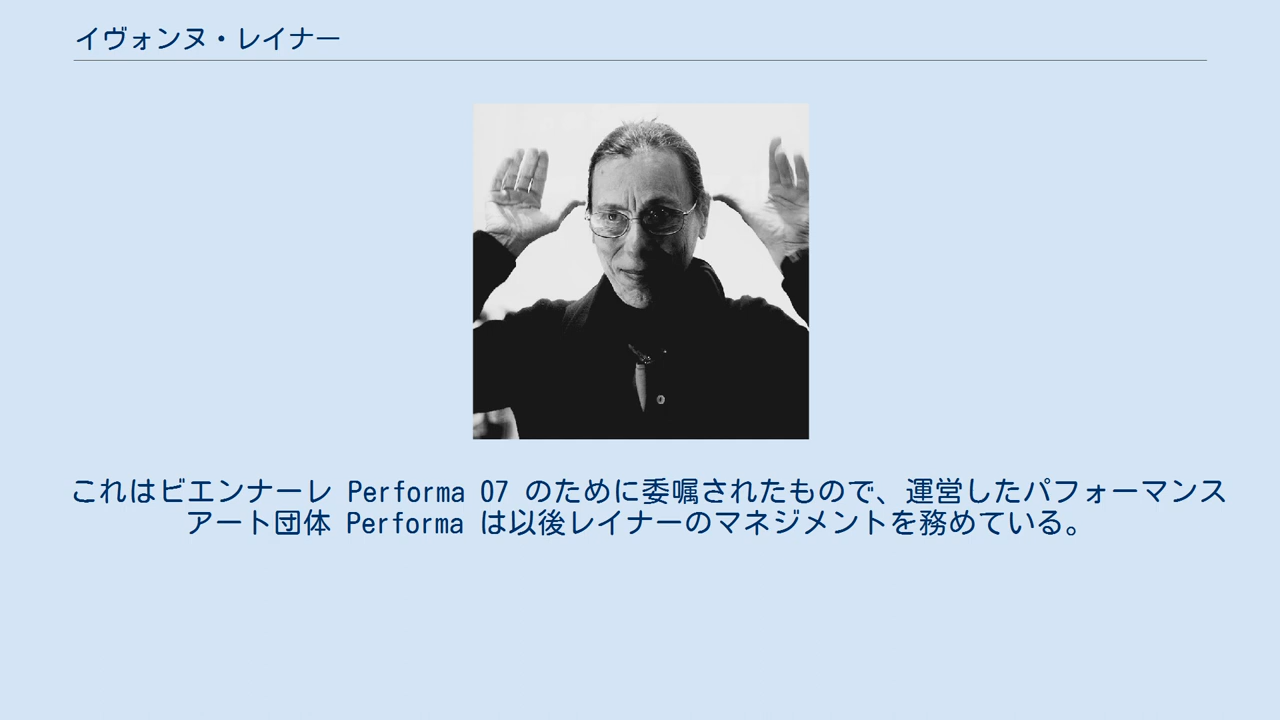 イヴォンヌ・レイナー
これはビエンナーレ Performa 07 のために委嘱されたもので、運営したパフォーマンス
アート団体 Performa は以後レイナーのマネジメントを務めている。